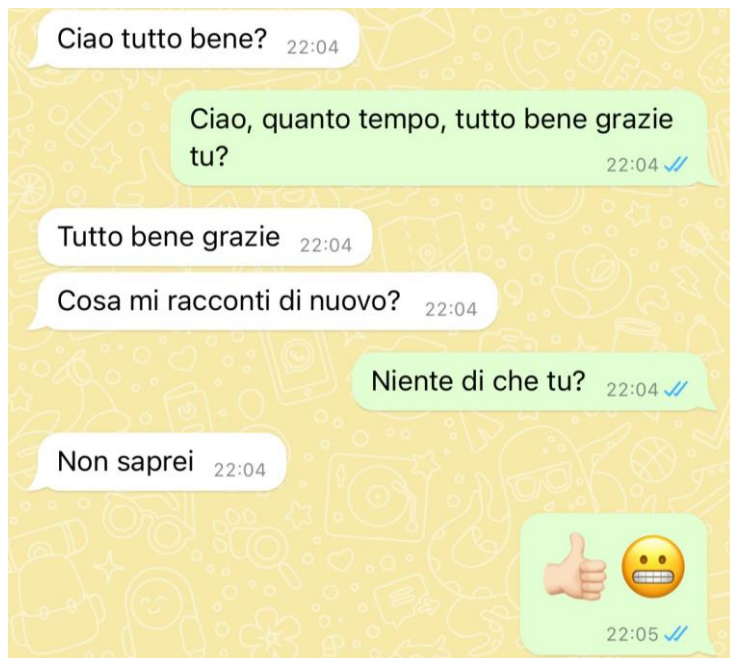 Ciao tutto bene? 22:04
Ciao, quanto tempo, tutto bene grazie
tu? 22:04
Tutto bene grazie 22:04
Cosa mi racconti di nuovo? 22:04
Niente di che tu? 22:04
Non saprei 22:04
👍🏻 😬
22:05